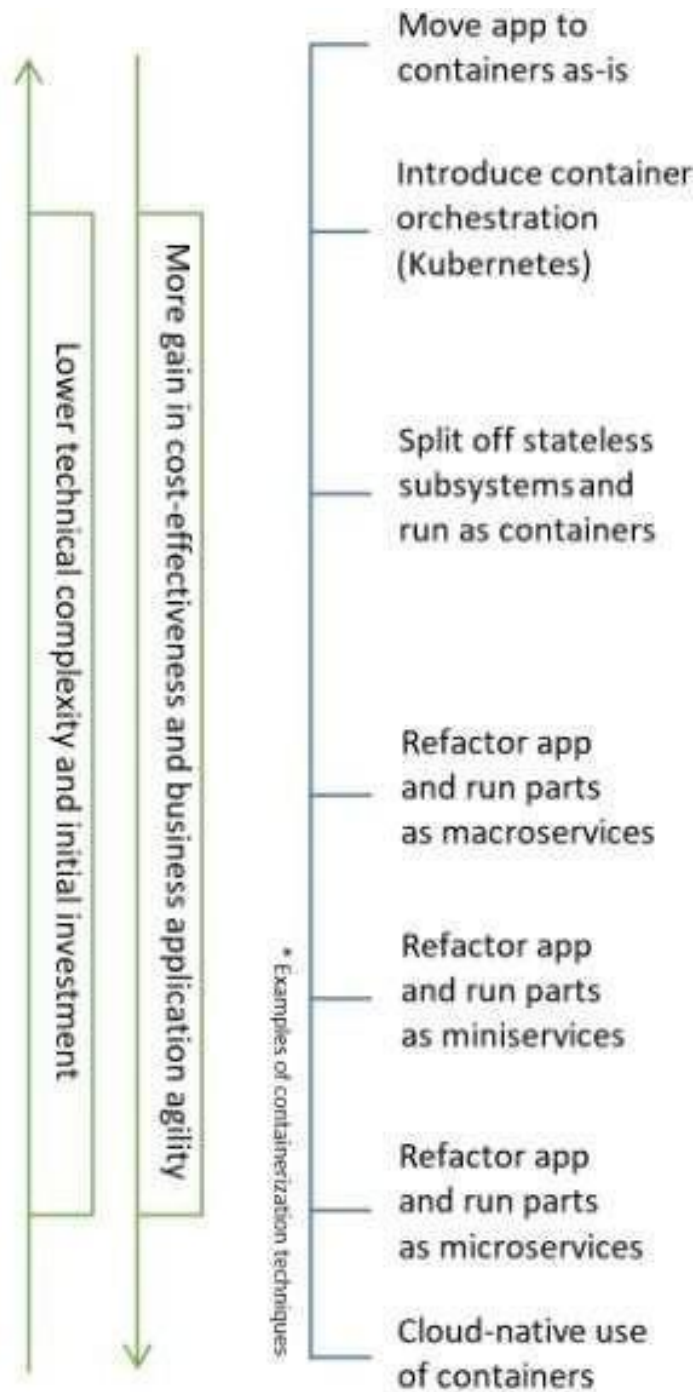 Move app to
containers as-is
Introduce container
orchestration
(Kubernetes)
Split off stateless
subsystems and
run as containers
Refactor app
and run parts
as macroservices
Refactor app
and run parts
as miniservices
Refactor app
and run parts
as microservices
Cloud-native use
of containers
More gain in cost-effectiveness and business application agility
Lower technical complexity and initial investment
* Examples of containerization techniques